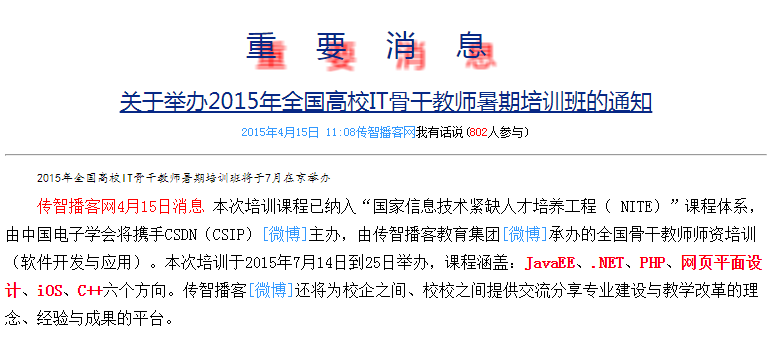 重 要 消 息
关于举办2015年全国高校IT骨干教师暑期培训班的通知
2015年4月15日 11:08传智播客网我有话说(802人参与)
2015年全国高校IT骨干教师暑期培训班将于7月在京举办
传智播客网4月15日消息 本次培训课程已纳入“国家信息技术紧缺人才培养工程（ NITE）”课程体系，
由中国电子学会将携手CSDN（CSIP）[微博]主办，由传智播客教育集团[微博]承办的全国骨干教师师资培训
（软件开发与应用）。本次培训于2015年7月14日到25日举办，课程涵盖：JavaEE、.NET、PHP、网页平面设
计、iOS、C++六个方向。传智播客[微博]还将为校企之间、校校之间提供交流分享专业建设与教学改革的理
念、经验与成果的平台。